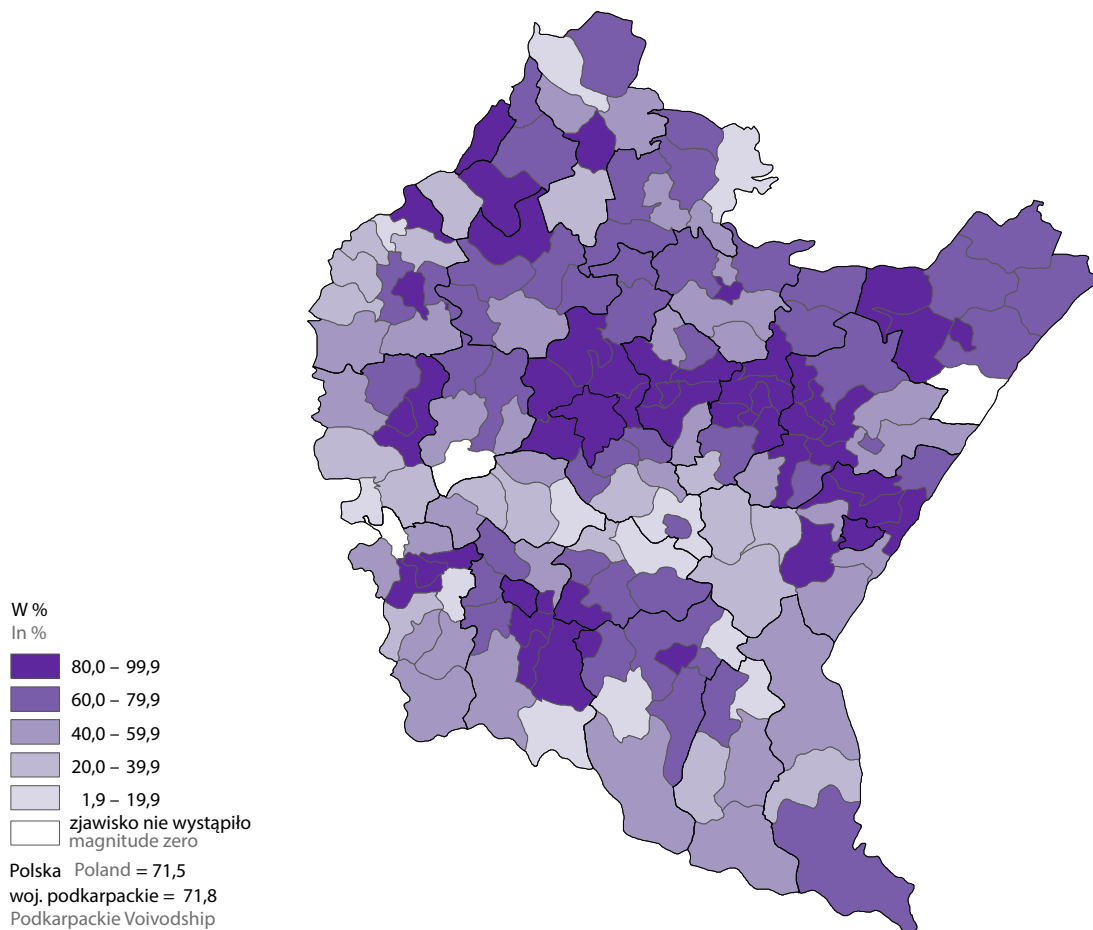 W %
In %
80,0 – 99,9
60,0 – 79,9
40,0 – 59,9
20,0 – 39,9
1,9 – 19,9
zjawisko nie wystąpiło
magnitude zero
Polska Poland = 71,5
woj. podkarpackie = 71,8
Podkarpackie Voivodship